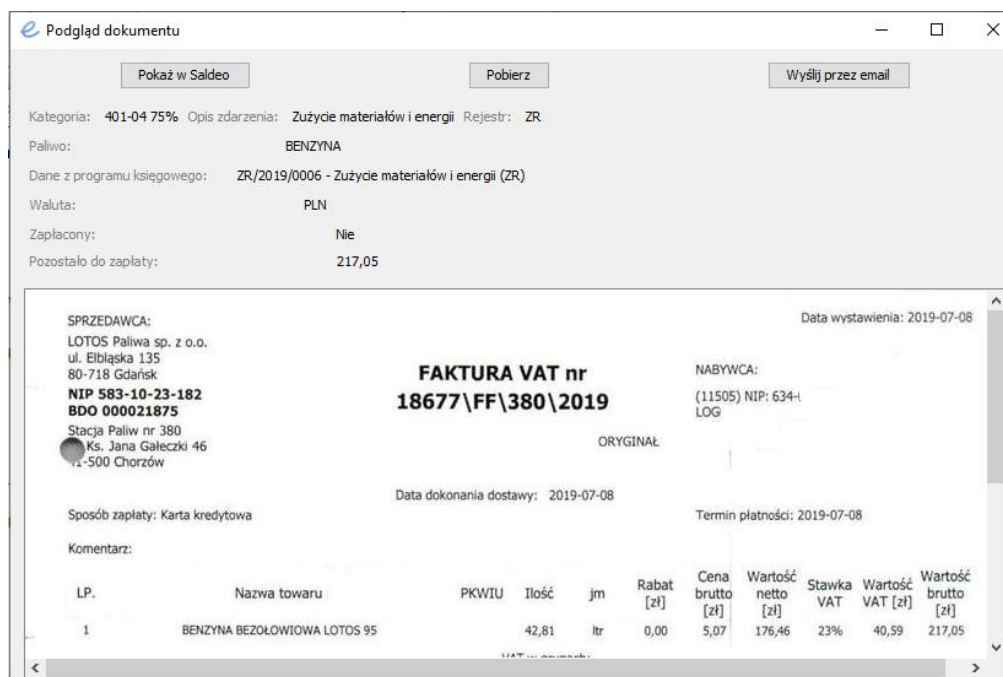 Podgląd dokumentu
Pokaż w Saldeo Pobierz Wyślij przez email
Kategoria: 401-04 75% Opis zdarzenia: Zużycie materiałów i energii Rejestr: ZR
Paliwo: BENZYNA
Dane z programu księgowego: ZR/2019/0006 - Zużycie materiałów i energii (ZR)
Waluta: PLN
Zapłacony: Nie
Pozostało do zapłaty: 217,05
Data wystawienia: 2019-07-08
SPRZEDAWCA:
LOTOS Paliwa sp. z o.o.
ul. Elbląska 135
80-718 Gdańsk
NIP 583-10-23-182
BDO 000021875
Stacja Paliw nr 380
Ks. Jana Gałeczki 46
41-500 Chorzów
FAKTURA VAT nr
18677\FF\380\2019
ORYGINAŁ
NABYWCA:
(11505) NIP: 634-
LOG
Data dokonania dostawy: 2019-07-08
Sposób zapłaty: Karta kredytowa Termin płatności: 2019-07-08
Komentarz:
LP. Nazwa towaru PKWIU Ilość jm Rabat [zł] Cena brutto [zł] Wartość netto [zł] Stawka VAT Wartość VAT [zł] Wartość brutto [zł]
1 BENZYNA BEZOŁOWIOWA LOTOS 95 42,81 ltr 0,00 5,07 176,46 23% 40,59 217,05